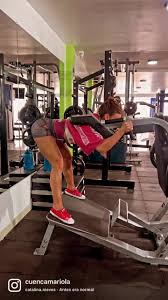 cuencamariola
catalina.nieves · Antes era normal